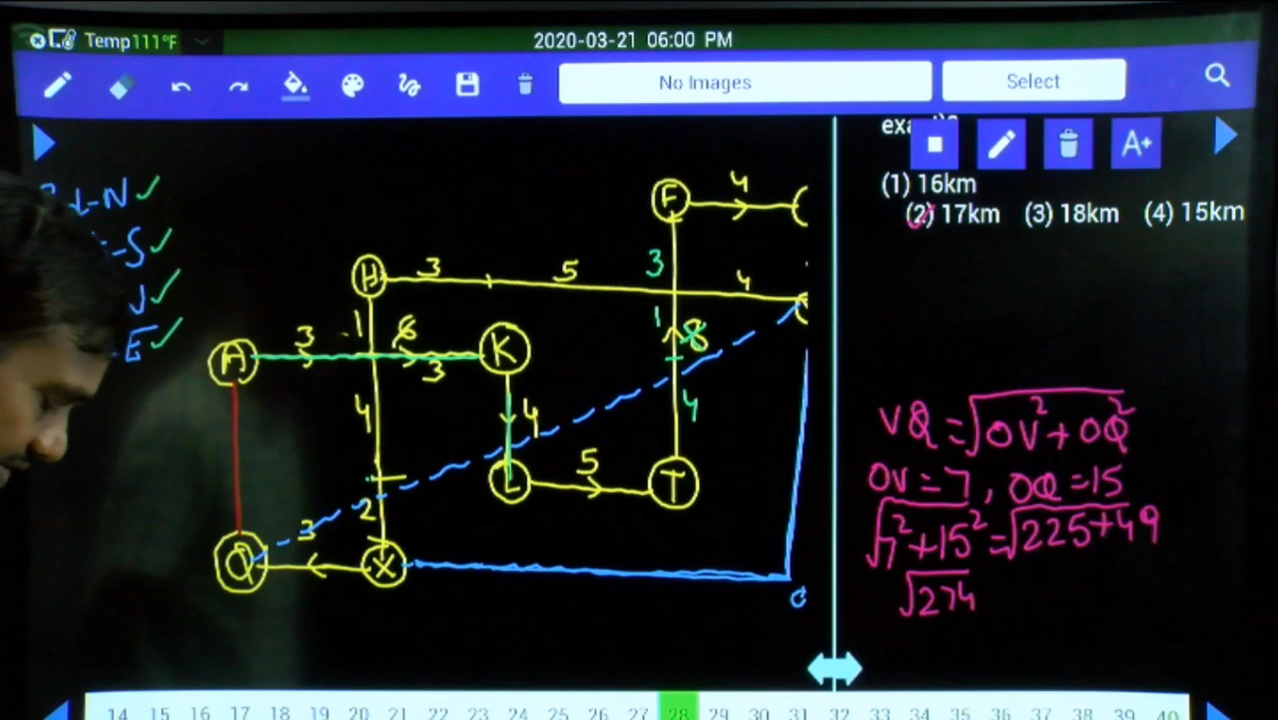 Temp111°F
2020-03-21 06:00 PM
No Images
Select
A+
L-N
-S
J
E
(1) 16km
(2) 17km (3) 18km (4) 15km
F
4
H
3
5
3
4
A
3
1
6
3
K
1
8
4
4
4
L
5
T
2
Q
3
X
O
VQ = √OV² + OQ²
OV = 7, OQ = 15
√7² + 15² = √225 + 49
√274
14 15 16 17 18 19 20 21 22 23 24 25 26 27 28 29 30 31 32 33 34 35 36 37 38 39 40